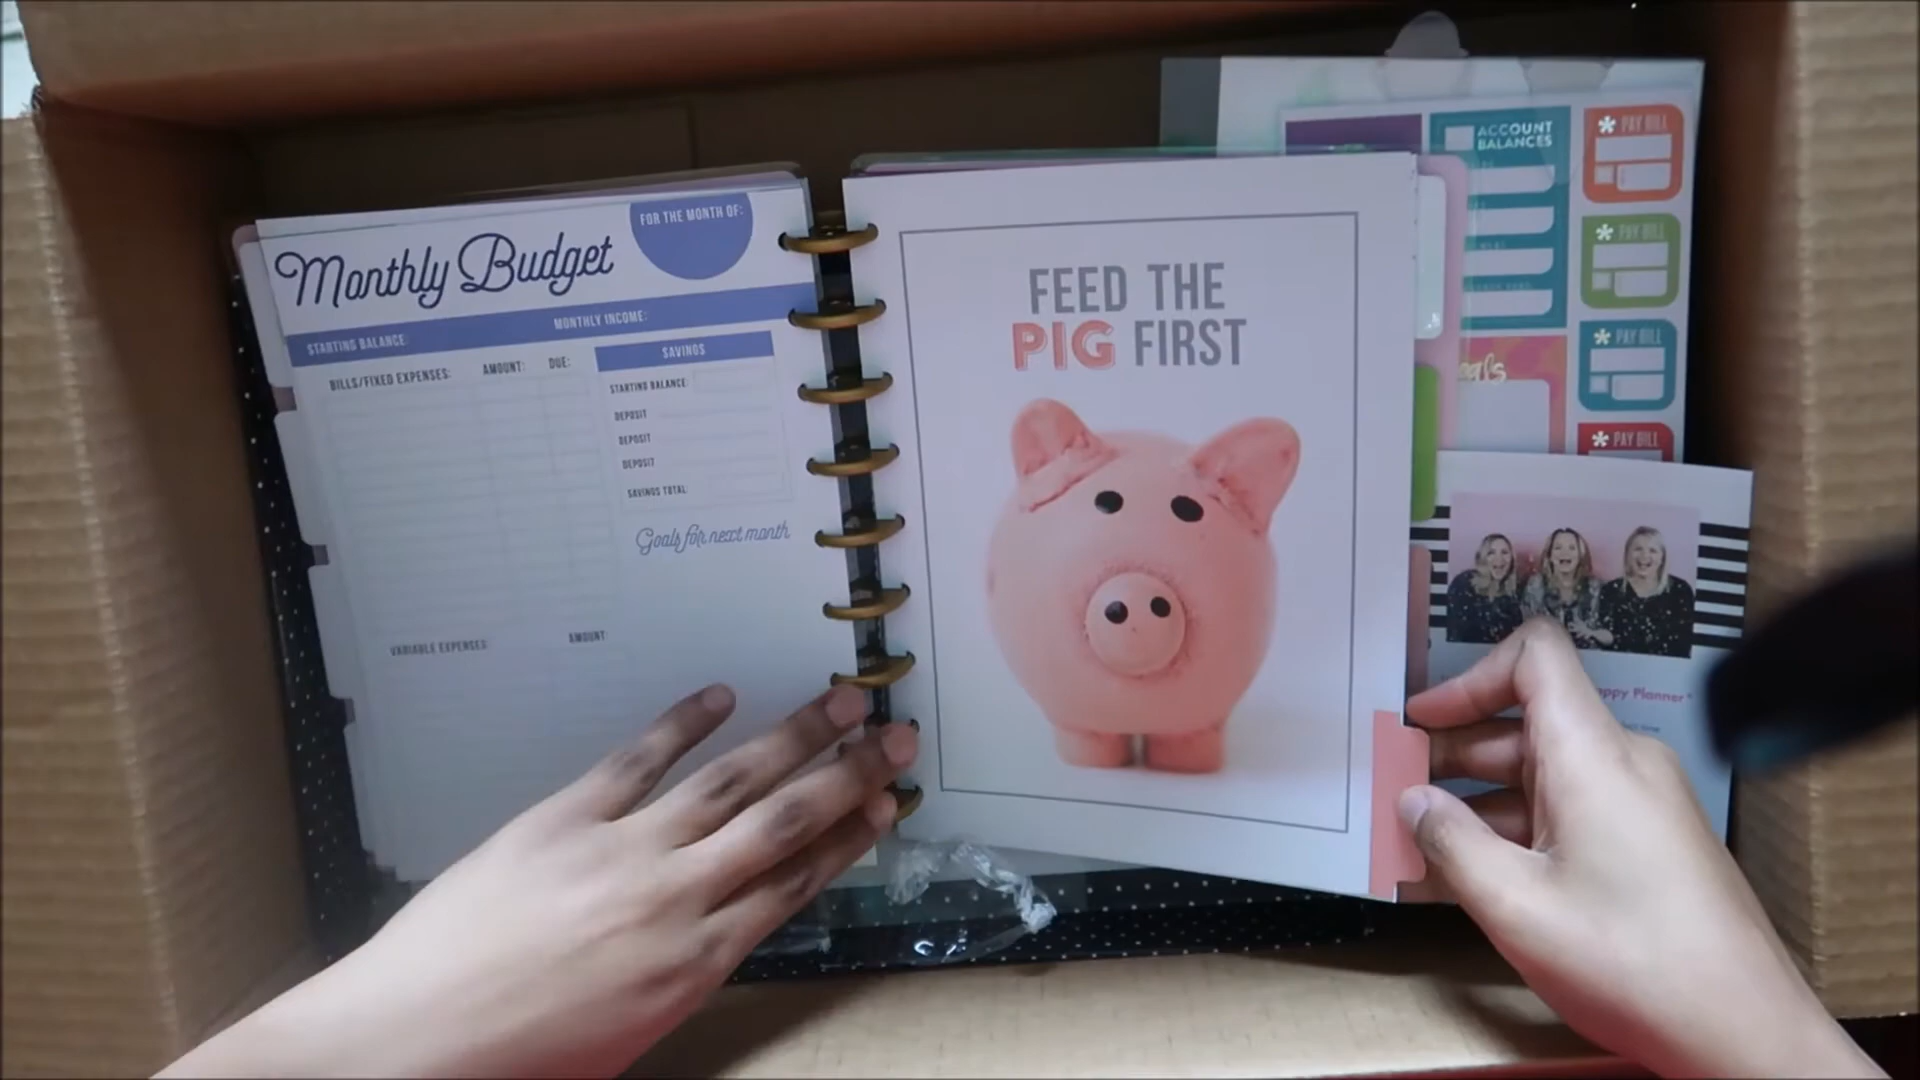 Monthly Budget
FOR THE MONTH OF:
STARTING BALANCE:
MONTHLY INCOME:
BILLS/FIXED EXPENSES:
AMOUNT:
DUE:
SAVINGS
STARTING BALANCE:
DEPOSIT
DEPOSIT
DEPOSIT
SAVINGS TOTAL:
Goals for next month
VARIABLE EXPENSES:
AMOUNT:
FEED THE
PIG FIRST
ACCOUNT
BALANCES
PAY BILL
PAY BILL
PAY BILL
PAY BILL
Planner